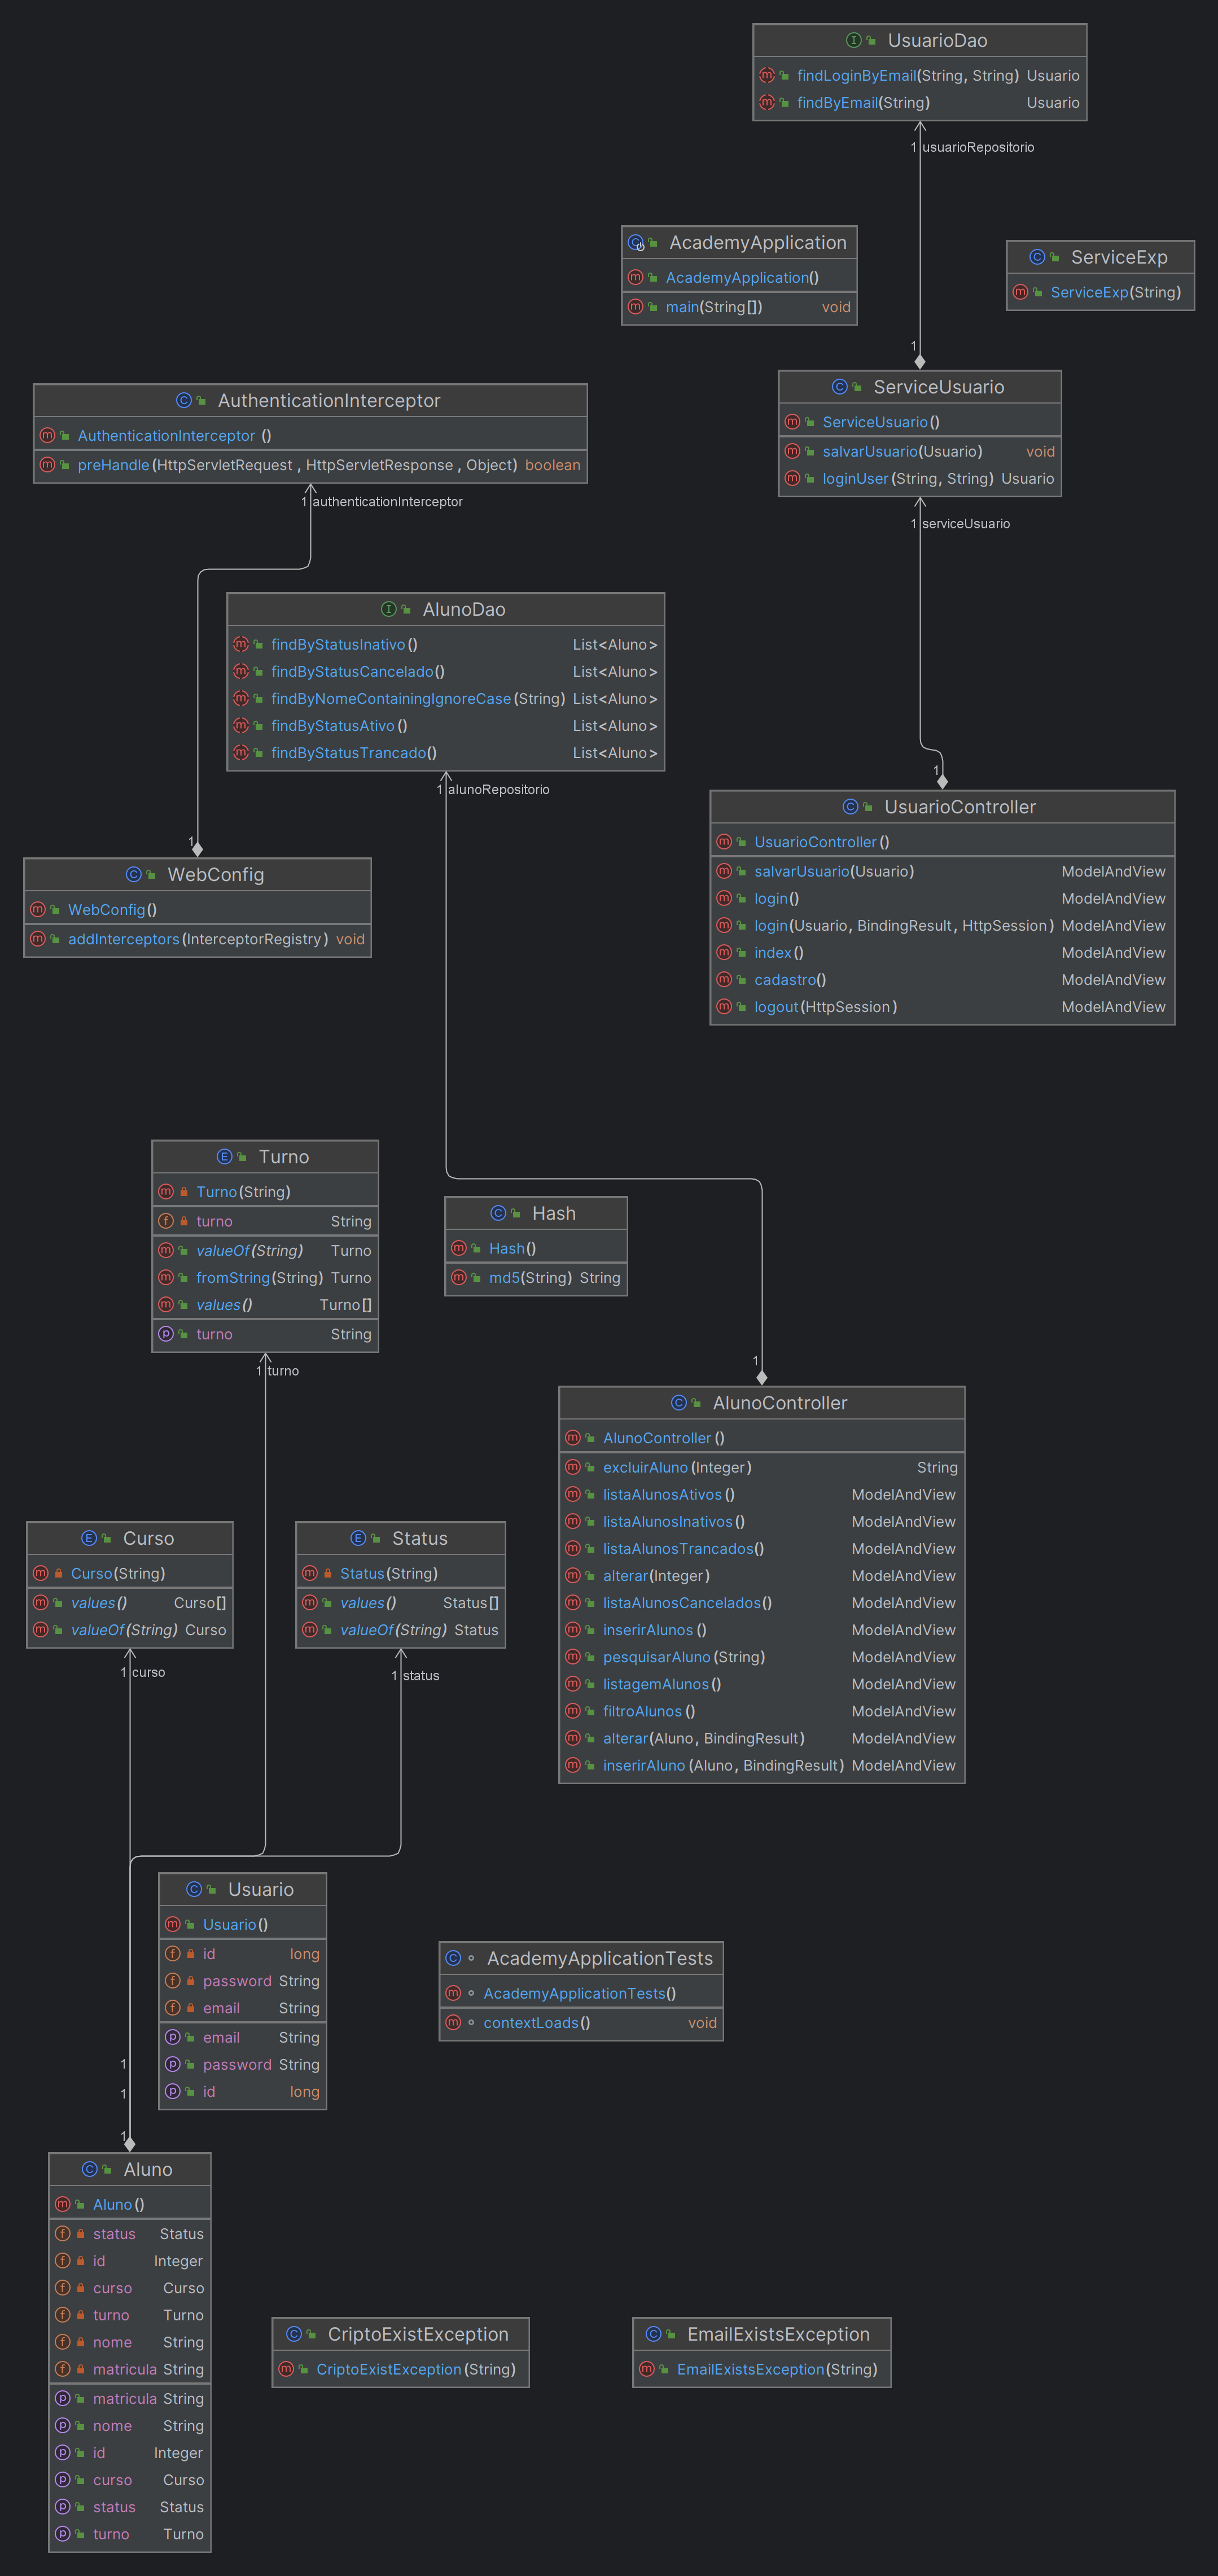 UsuarioDao
findLoginByEmail(String, String) Usuario
findByEmail(String) Usuario
1 usuarioRepositorio
AcademyApplication
AcademyApplication()
main(String[]) void
ServiceExp
ServiceExp(String)
1
ServiceUsuario
ServiceUsuario()
salvarUsuario(Usuario) void
loginUser(String, String) Usuario
1 serviceUsuario
AuthenticationInterceptor
AuthenticationInterceptor()
preHandle(HttpServletRequest, HttpServletResponse, Object) boolean
1 authenticationInterceptor
AlunoDao
findByStatusInativo() List<Aluno>
findByStatusCancelado() List<Aluno>
findByNomeContainingIgnoreCase(String) List<Aluno>
findByStatusAtivo() List<Aluno>
findByStatusTrancado() List<Aluno>
1 alunoRepositorio
1
UsuarioController
UsuarioController()
salvarUsuario(Usuario) ModelAndView
login() ModelAndView
login(Usuario, BindingResult, HttpSession) ModelAndView
index() ModelAndView
cadastro() ModelAndView
logout(HttpSession) ModelAndView
1
WebConfig
WebConfig()
addInterceptors(InterceptorRegistry) void
Turno
Turno(String)
turno String
valueOf(String) Turno
fromString(String) Turno
values() Turno[]
turno String
1 turno
Hash
Hash()
md5(String) String
1
AlunoController
AlunoController()
excluirAluno(Integer) String
listaAlunosAtivos() ModelAndView
listaAlunosInativos() ModelAndView
listaAlunosTrancados() ModelAndView
alterar(Integer) ModelAndView
listaAlunosCancelados() ModelAndView
inserirAlunos() ModelAndView
pesquisarAluno(String) ModelAndView
listagemAlunos() ModelAndView
filtroAlunos() ModelAndView
alterar(Aluno, BindingResult) ModelAndView
inserirAluno(Aluno, BindingResult) ModelAndView
Curso
Curso(String)
values() Curso[]
valueOf(String) Curso
1 curso
Status
Status(String)
values() Status[]
valueOf(String) Status
1 status
Usuario
Usuario()
id long
password String
email String
email String
password String
id long
AcademyApplicationTests
AcademyApplicationTests()
contextLoads() void
1
1
1
Aluno
Aluno()
status Status
id Integer
curso Curso
turno Turno
nome String
matricula String
matricula String
nome String
id Integer
curso Curso
status Status
turno Turno
CriptoExistException
CriptoExistException(String)
EmailExistsException
EmailExistsException(String)